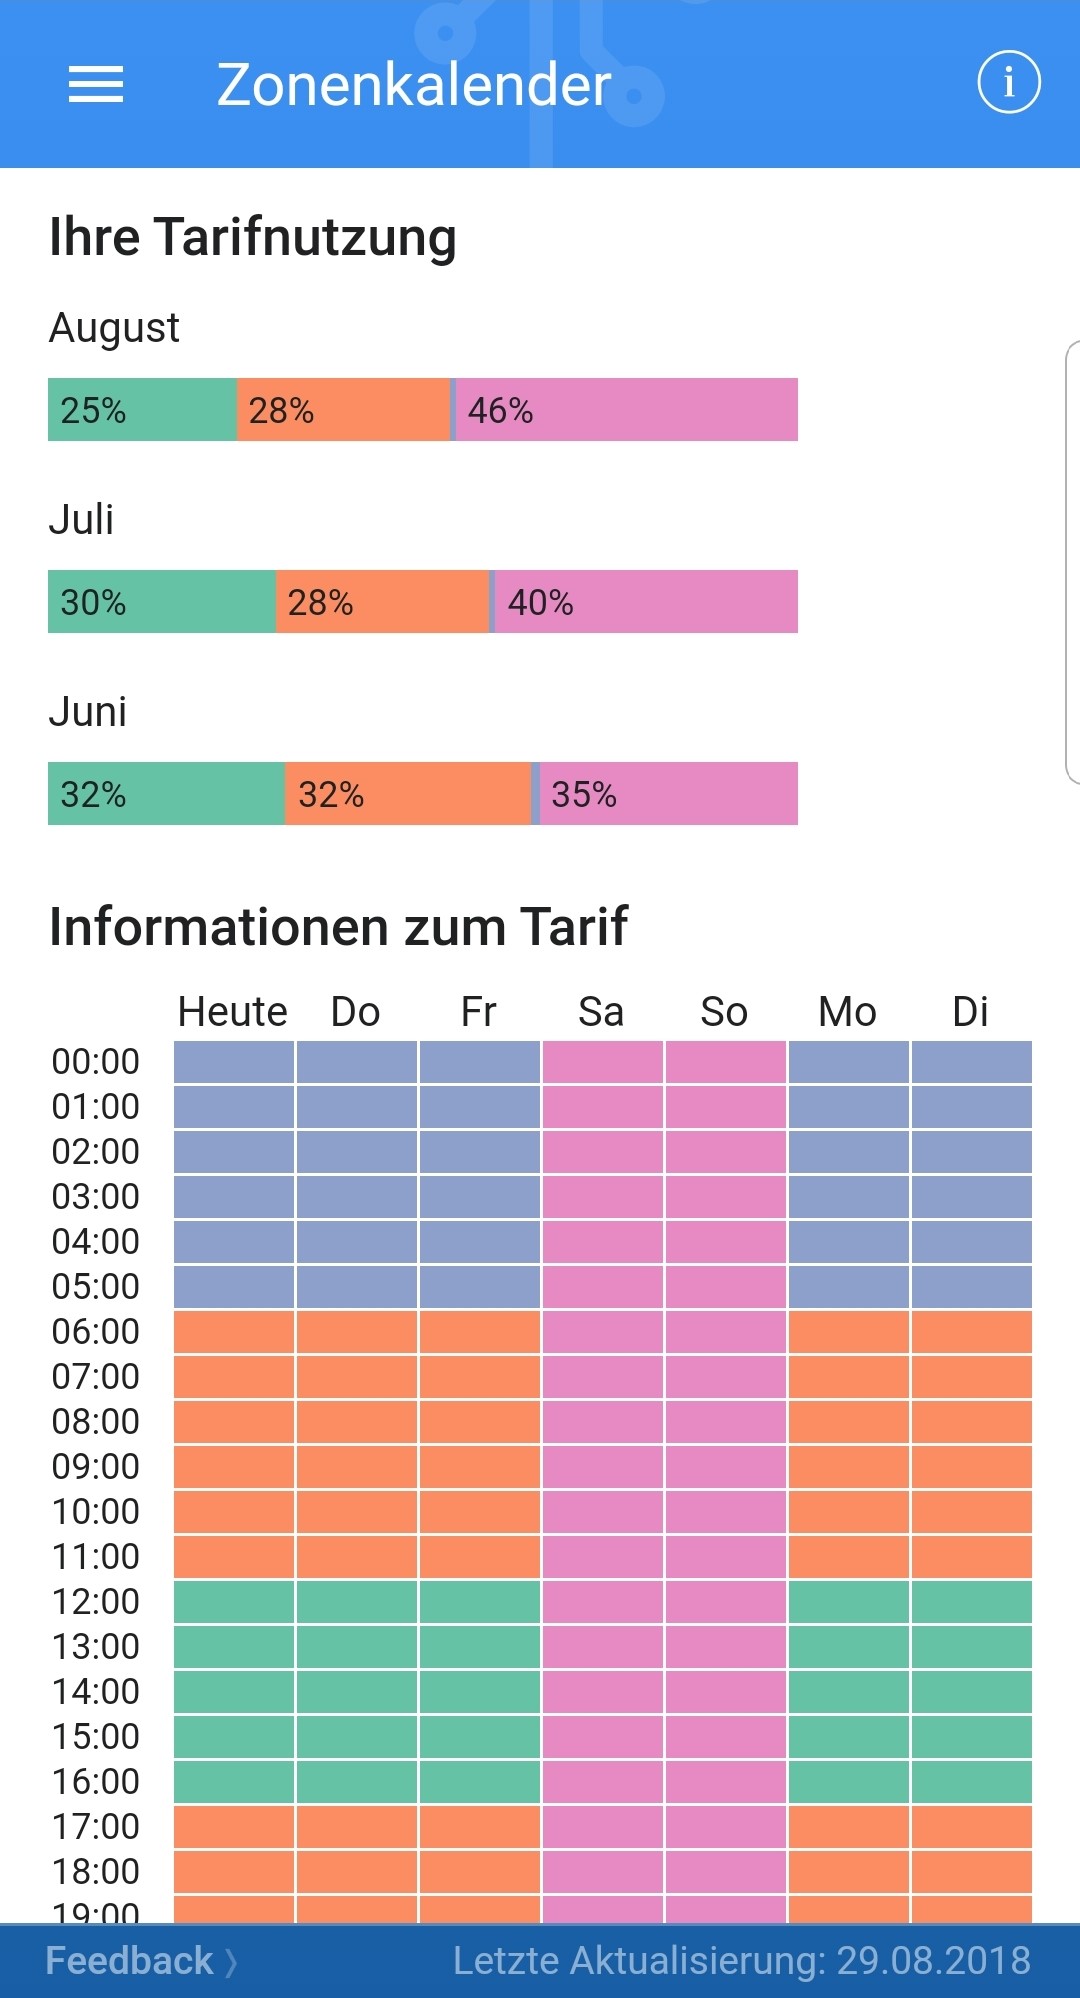 Zonenkalender
Ihre Tarifnutzung
August
25% 28% 46%
Juli
30% 28% 40%
Juni
32% 32% 35%
Informationen zum Tarif
Heute Do Fr Sa So Mo Di
00:00
01:00
02:00
03:00
04:00
05:00
06:00
07:00
08:00
09:00
10:00
11:00
12:00
13:00
14:00
15:00
16:00
17:00
18:00
19:00
Feedback 〉 Letzte Aktualisierung: 29.08.2018